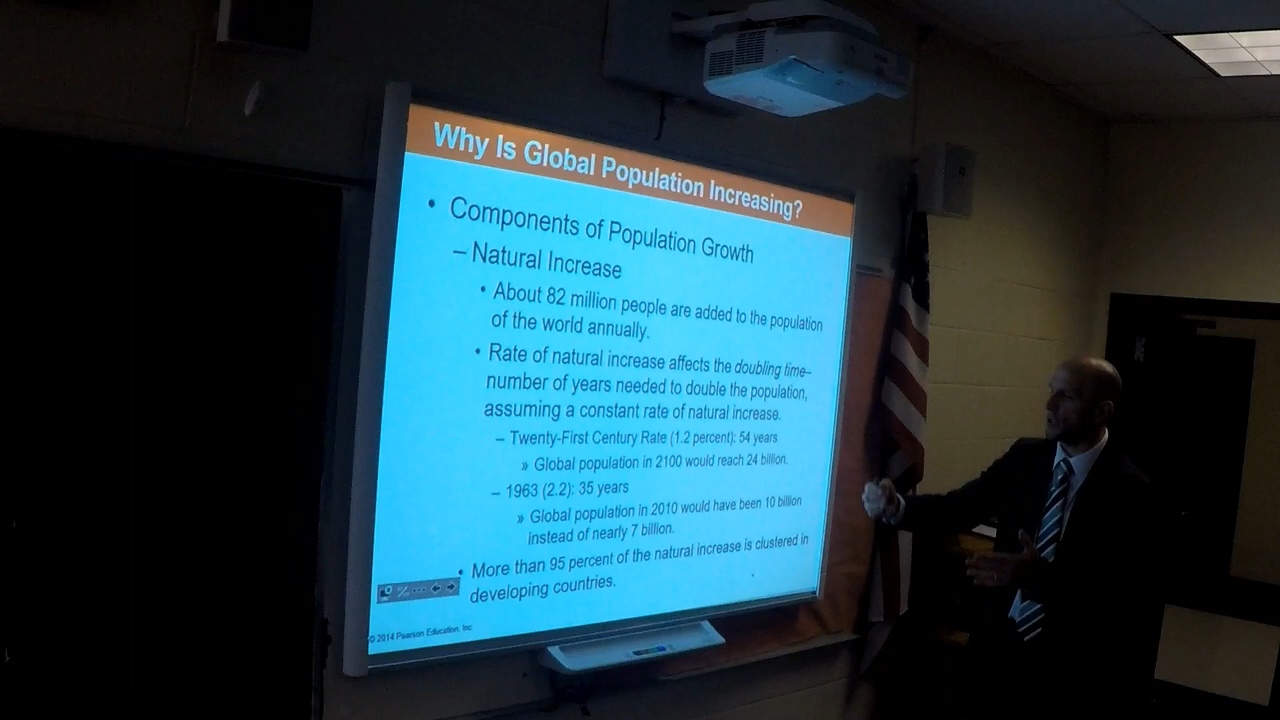 Why Is Global Population Increasing?
• Components of Population Growth
– Natural Increase
• About 82 million people are added to the population
of the world annually.
• Rate of natural increase affects the doubling time–
number of years needed to double the population,
assuming a constant rate of natural increase.
– Twenty-First Century Rate (1.2 percent): 54 years
» Global population in 2100 would reach 24 billion.
– 1963 (2.2): 35 years
» Global population in 2010 would have been 10 billion
instead of nearly 7 billion.
• More than 95 percent of the natural increase is clustered in
developing countries.
© 2014 Pearson Education, Inc.